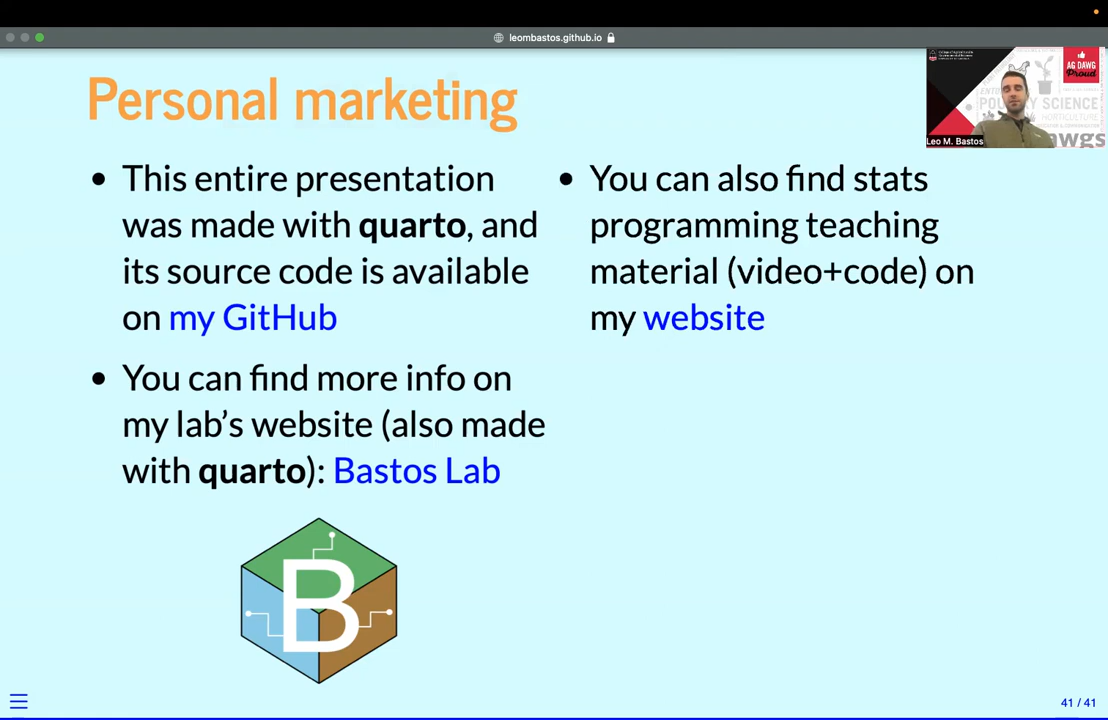 leombastos.github.io
Personal marketing
This entire presentation
was made with quarto, and
its source code is available
on my GitHub
You can find more info on
my lab's website (also made
with quarto): Bastos Lab
B
You can also find stats
programming teaching
material (video+code) on
my website
AG DAWG
Proud
POULTRY SCIENCE
HORTICULTURE
Leo M. Bastos
41 / 41